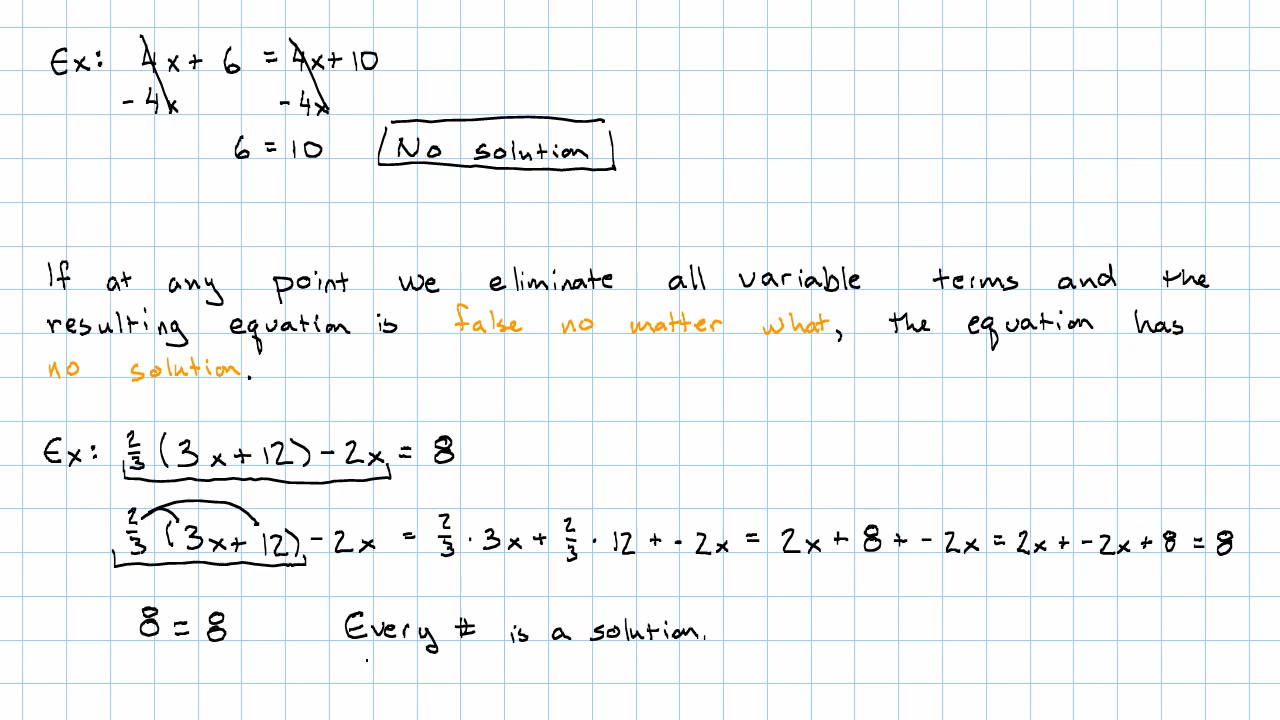 Ex: 4x + 6 = 4x + 10
- 4x - 4x
6 = 10 No solution
If at any point we eliminate all variable terms and the
resulting equation is false no matter what, the equation has
no solution.
Ex: 2/3 (3x + 12) - 2x = 8
2/3 (3x + 12) - 2x = 2/3 · 3x + 2/3 · 12 + - 2x = 2x + 8 + - 2x = 2x + - 2x + 8 = 8
8 = 8 Every # is a solution.